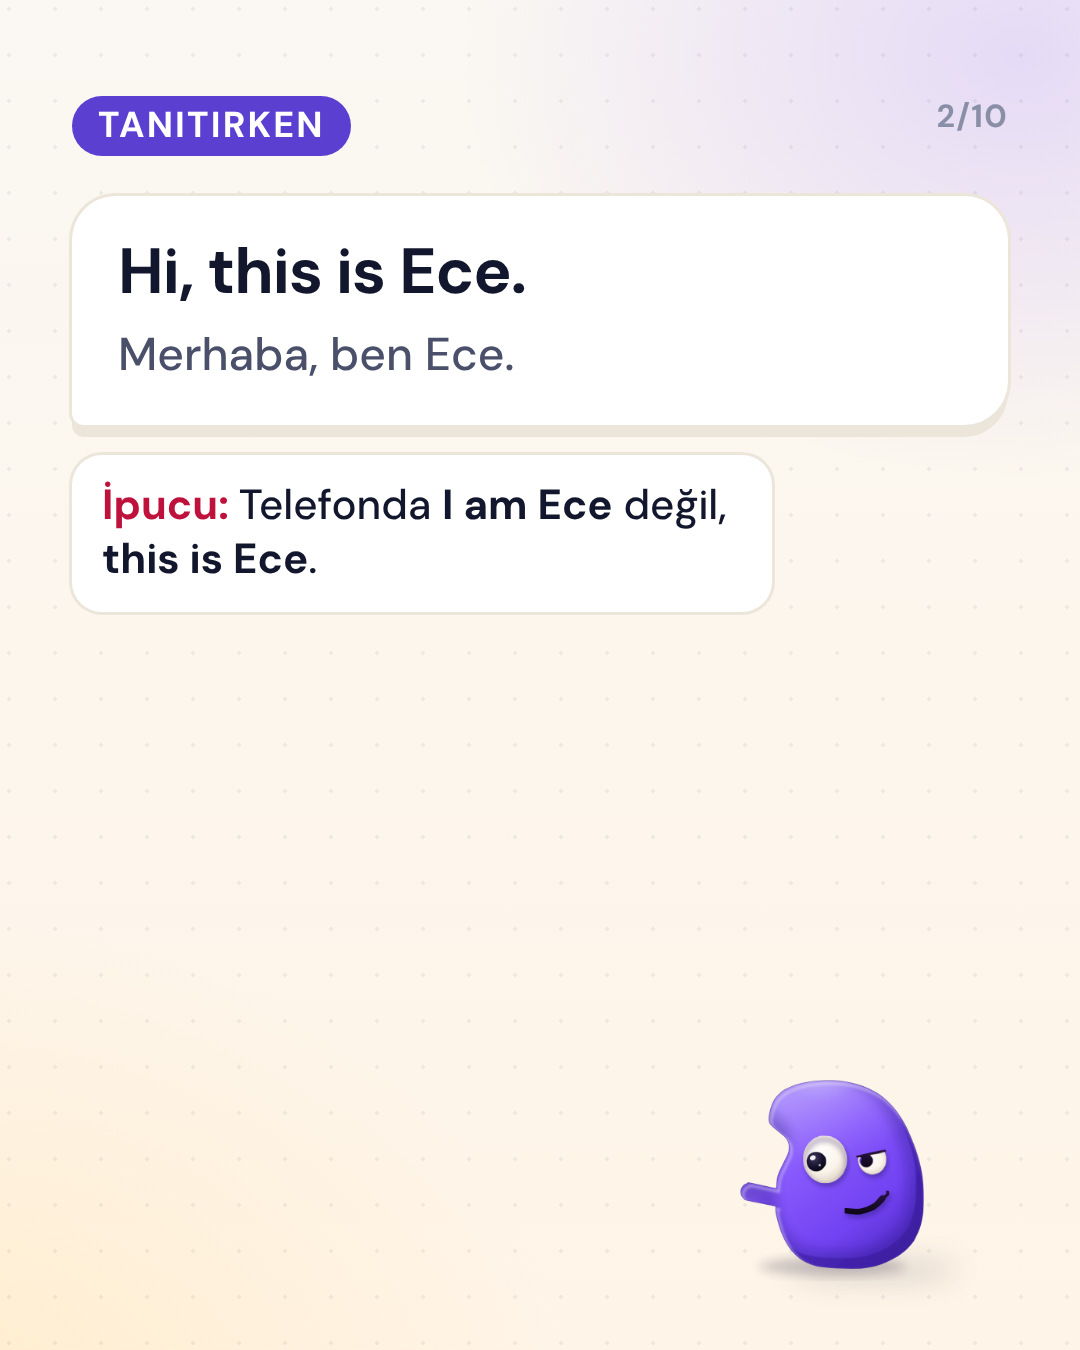 TANITIRKEN
2/10
Hi, this is Ece.
Merhaba, ben Ece.
İpucu: Telefonda I am Ece değil,
this is Ece.